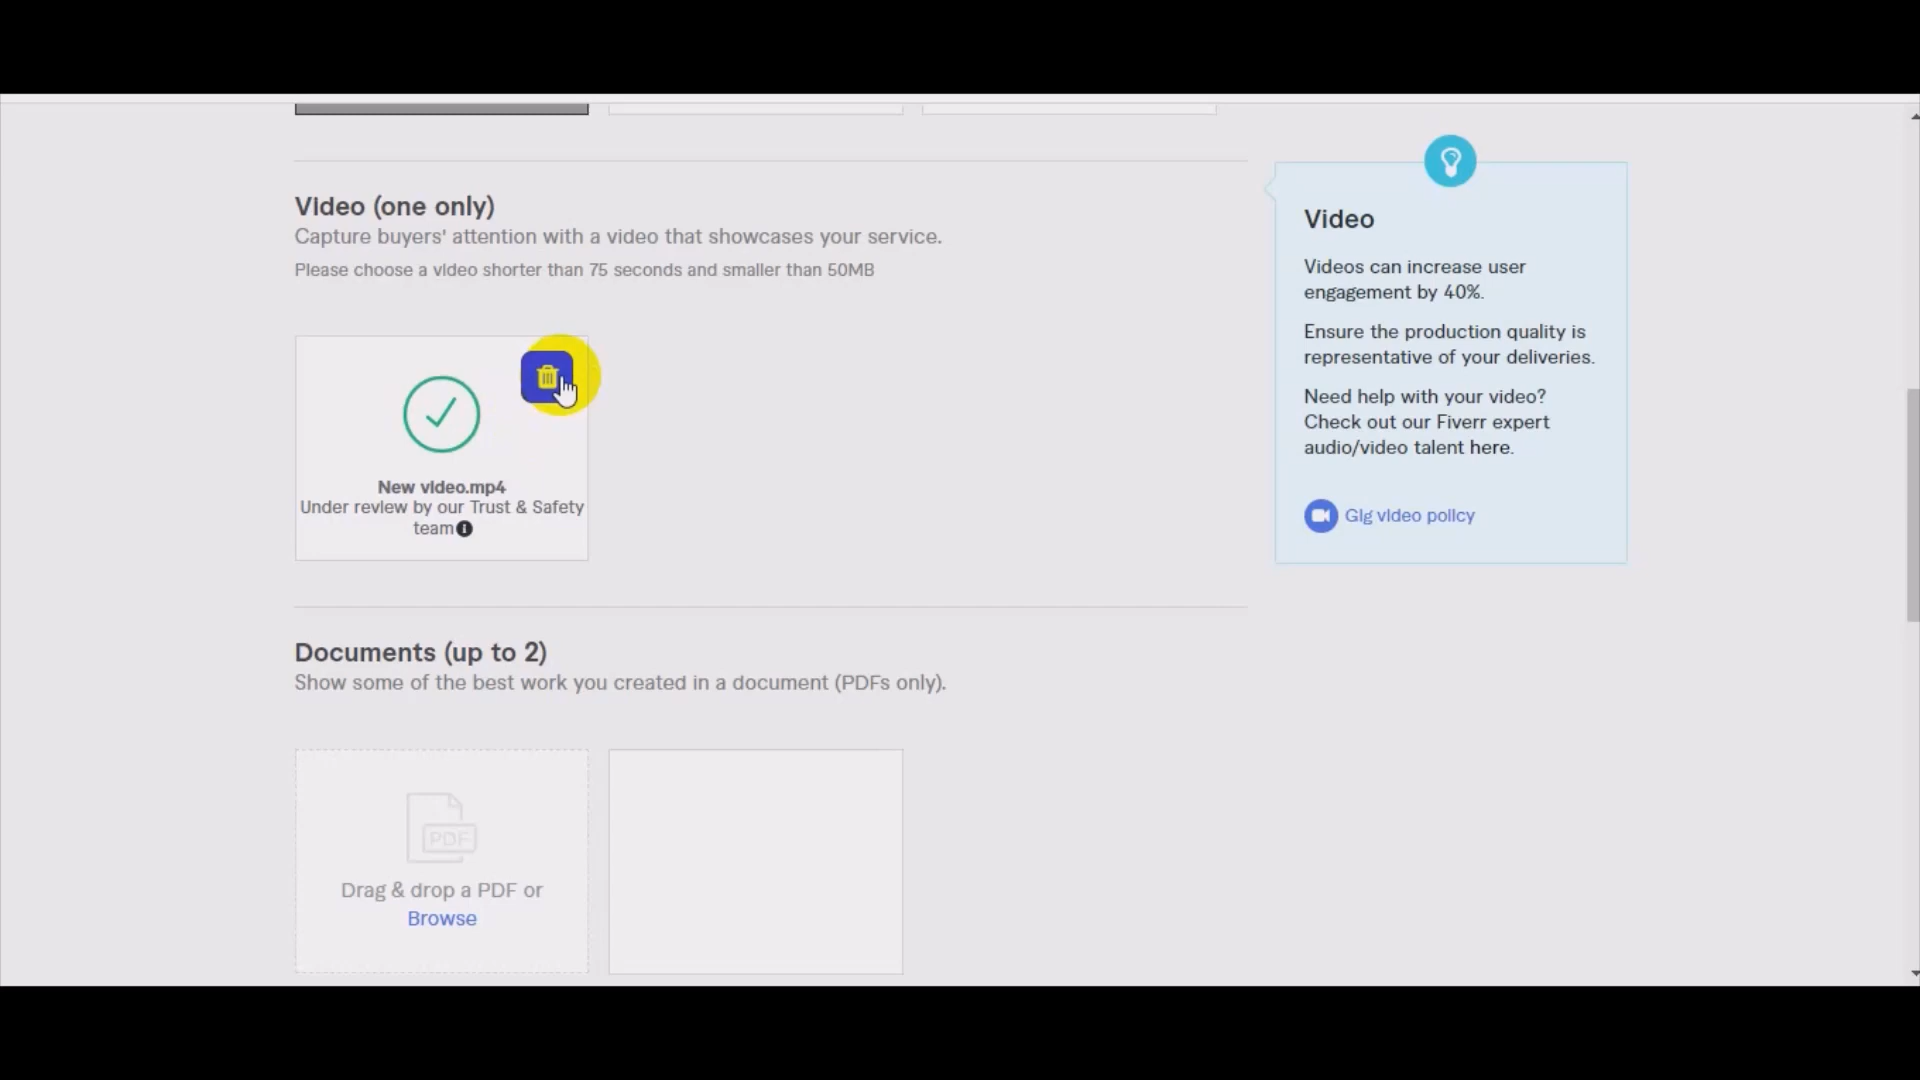 Video (one only)
Capture buyers' attention with a video that showcases your service.
Please choose a video shorter than 75 seconds and smaller than 50MB
New video.mp4
Under review by our Trust & Safety
team
Documents (up to 2)
Show some of the best work you created in a document (PDFs only).
PDF
Drag & drop a PDF or
Browse
Video
Videos can increase user
engagement by 40%.
Ensure the production quality is
representative of your deliveries.
Need help with your video?
Check out our Fiverr expert
audio/video talent here.
Gig video policy